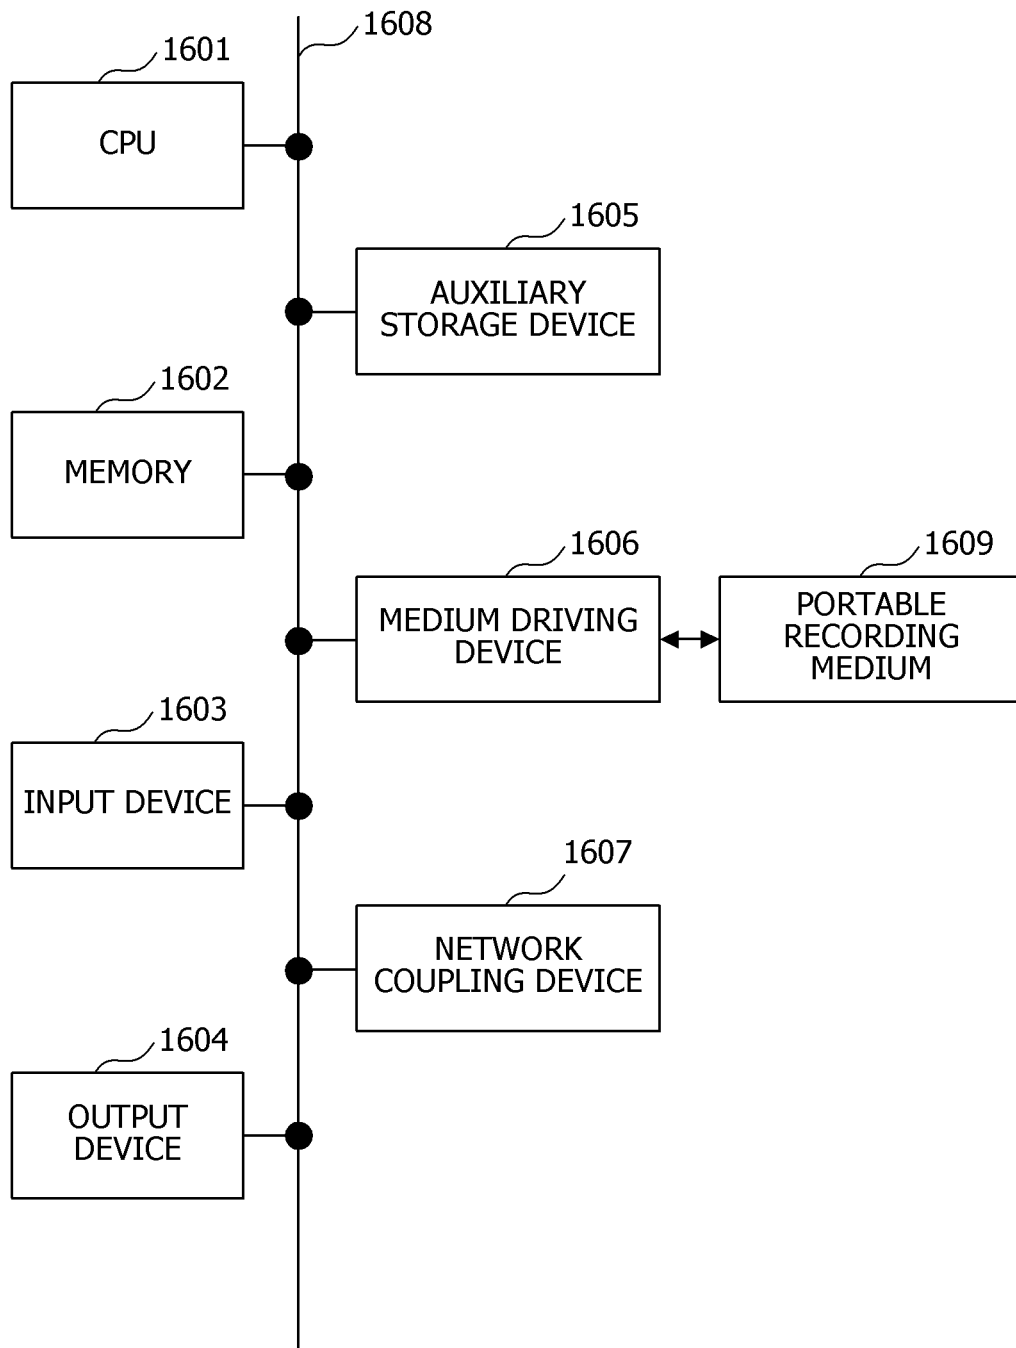 1608
1601
CPU
1605
AUXILIARY
STORAGE DEVICE
1602
MEMORY
1606
MEDIUM DRIVING
DEVICE
1609
PORTABLE
RECORDING
MEDIUM
1603
INPUT DEVICE
1607
NETWORK
COUPLING DEVICE
1604
OUTPUT
DEVICE